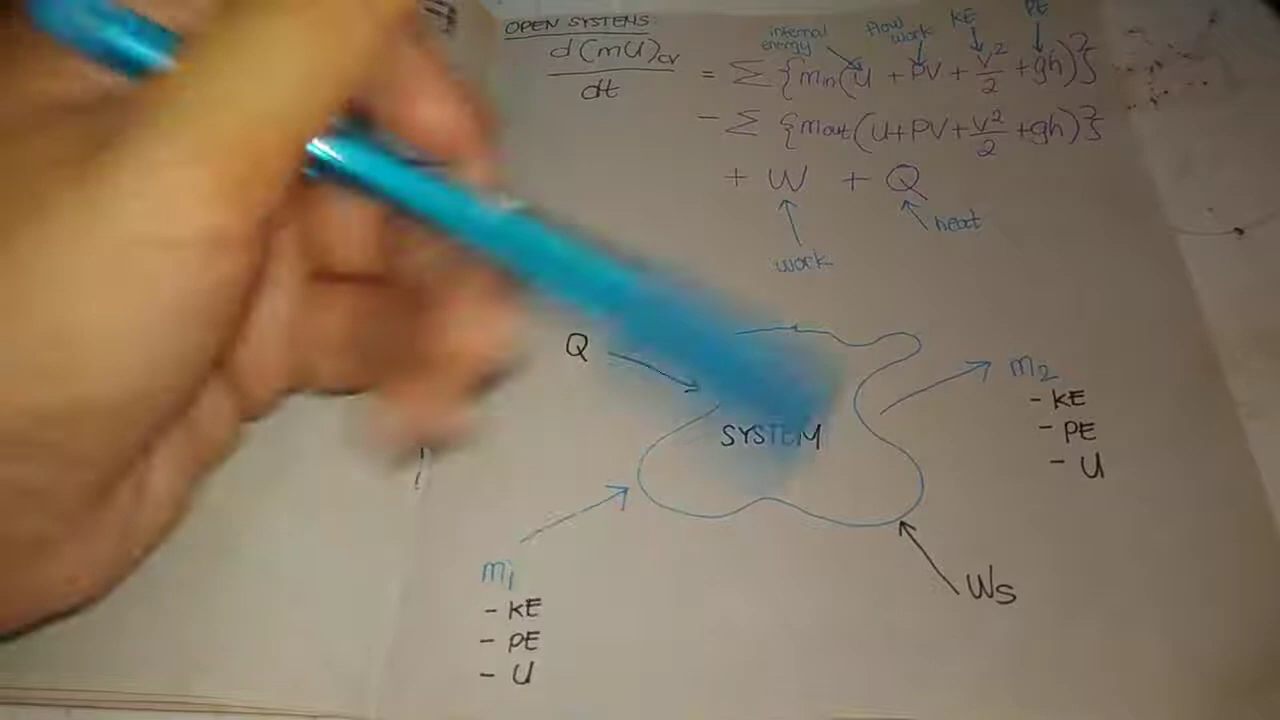 OPEN SYSTEMS:
internal energy
flow work
KE
PE
d(mU)cv/dt = Σ {min(U + PV + v²/2 + gh)}
- Σ {mout(U + PV + v²/2 + gh)}
+ W + Q
work
heat
Q
SYSTEM
m2
- KE
- PE
- U
m1
- KE
- PE
- U
Ws